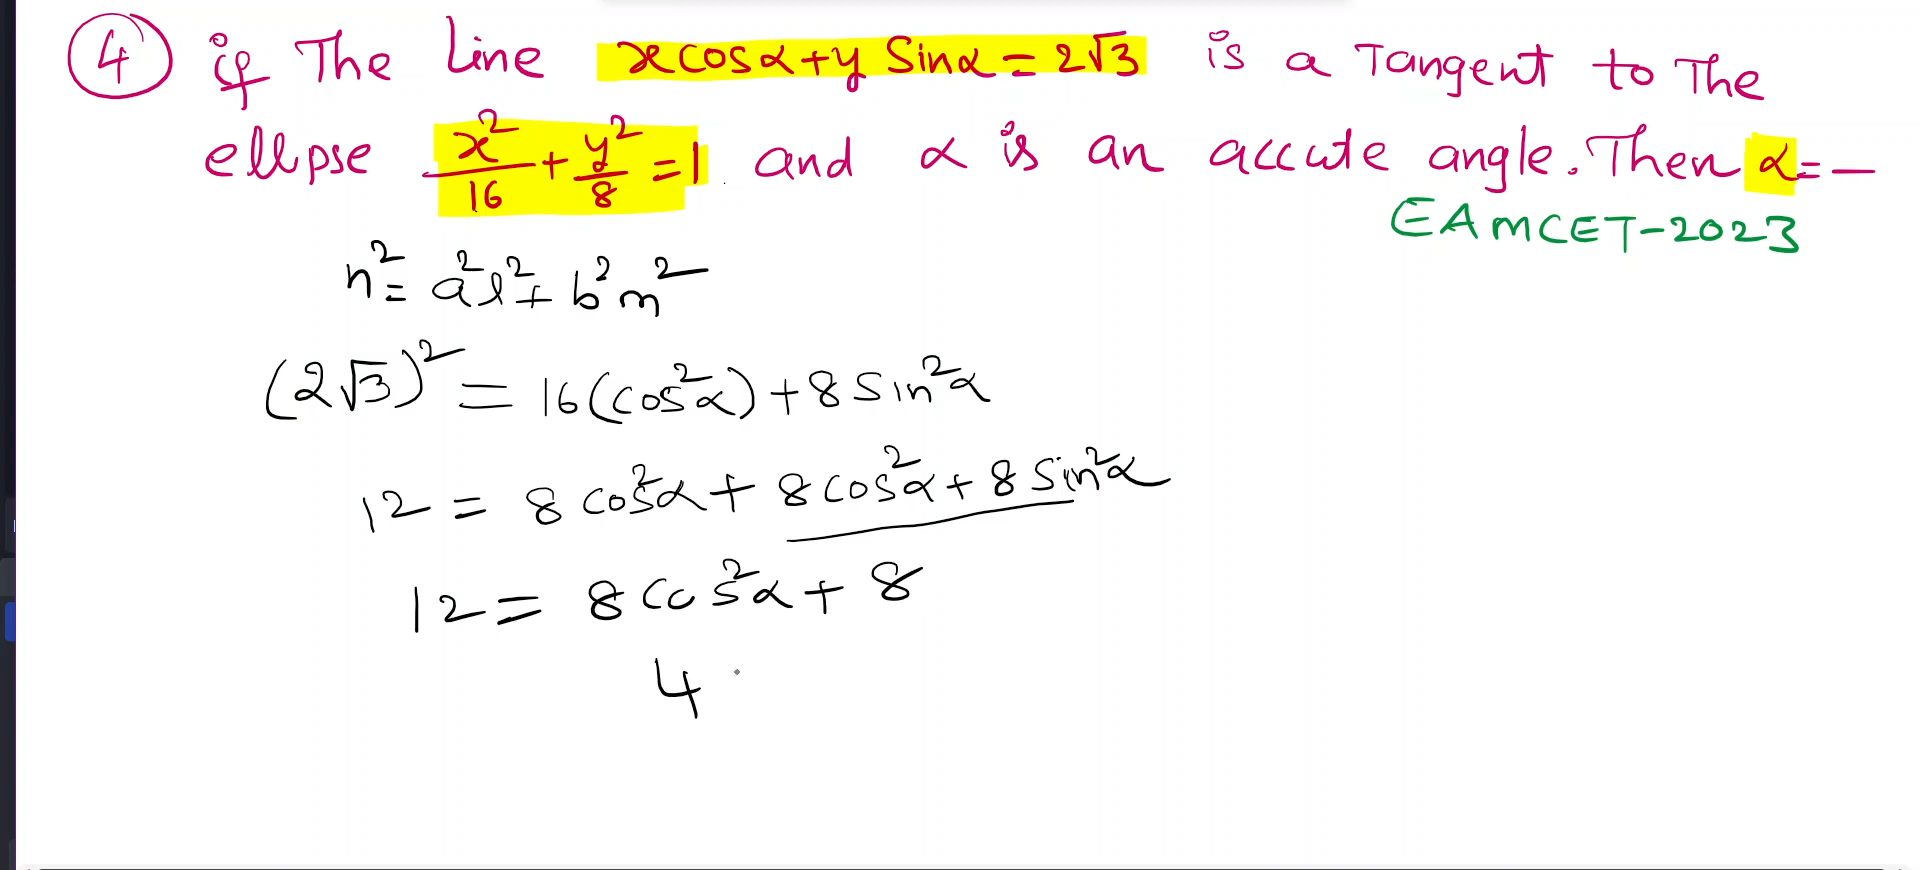 4 if The Line xcosα+y Sinα = 2√3 is a Tangent to The
ellpse x²/16 + y²/8 = 1 and α is an accute angle. Then α = —
EAMCET-2023
n² = a²l² + b²m²
(2√3)² = 16(cos²α) + 8 Sin²α
12 = 8 cos²α + 8 cos²α + 8 Sin²α
12 = 8 cos²α + 8
4